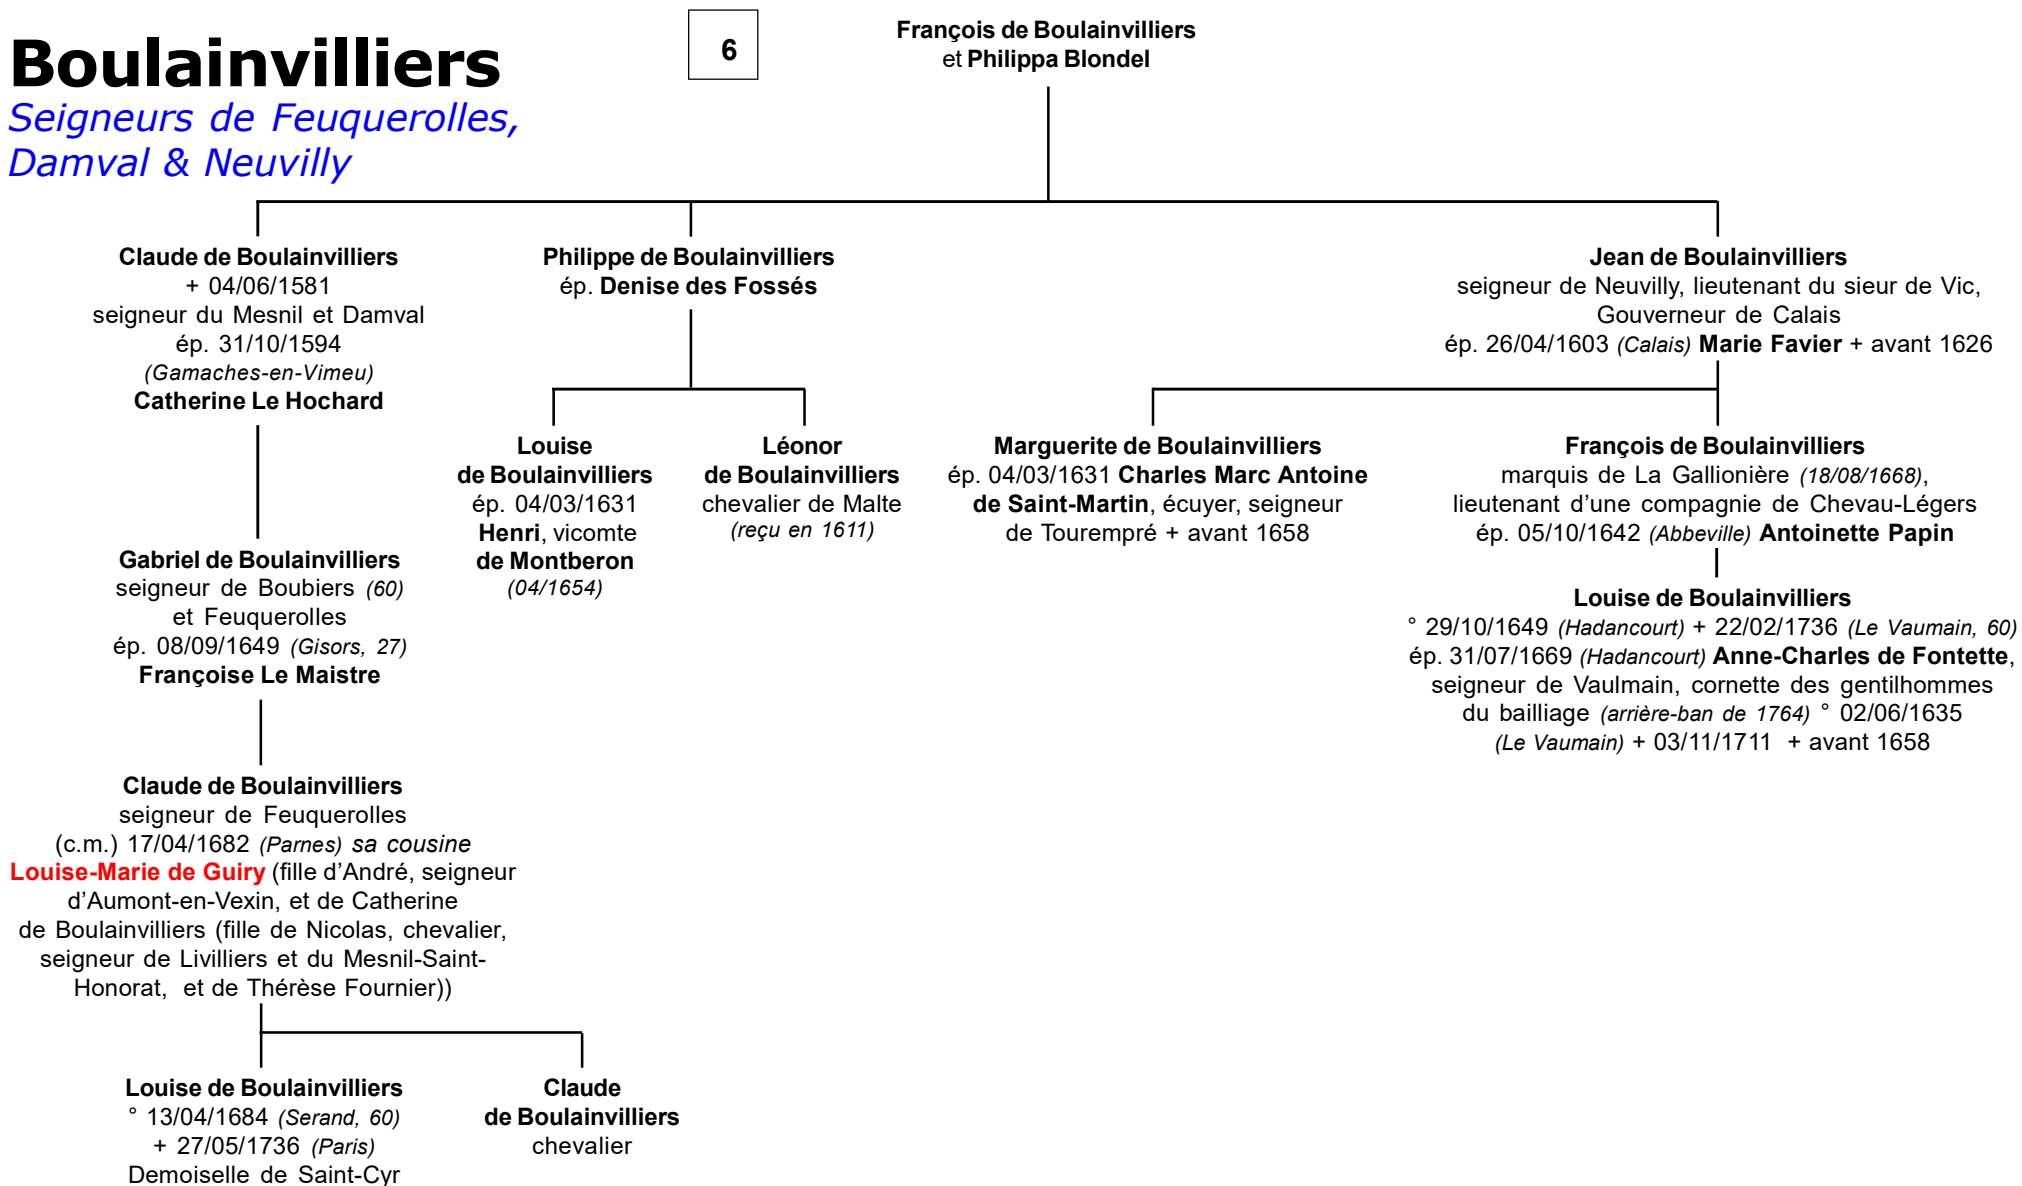 Boulainvilliers
Seigneurs de Feuquerolles,
Damval & Neuvilly
6
François de Boulainvilliers
et Philippa Blondel
Claude de Boulainvilliers
+ 04/06/1581
seigneur du Mesnil et Damval
ép. 31/10/1594
(Gamaches-en-Vimeu)
Catherine Le Hochard
Philippe de Boulainvilliers
ép. Denise des Fossés
Jean de Boulainvilliers
seigneur de Neuvilly, lieutenant du sieur de Vic,
Gouverneur de Calais
ép. 26/04/1603 (Calais) Marie Favier + avant 1626
Louise
de Boulainvilliers
ép. 04/03/1631
Henri, vicomte
de Montberon
(04/1654)
Léonor
de Boulainvilliers
chevalier de Malte
(reçu en 1611)
Marguerite de Boulainvilliers
ép. 04/03/1631 Charles Marc Antoine
de Saint-Martin, écuyer, seigneur
de Tourempré + avant 1658
François de Boulainvilliers
marquis de La Gallionière (18/08/1668),
lieutenant d'une compagnie de Chevau-Légers
ép. 05/10/1642 (Abbeville) Antoinette Papin
Gabriel de Boulainvilliers
seigneur de Boubiers (60)
et Feuquerolles
ép. 08/09/1649 (Gisors, 27)
Françoise Le Maistre
Louise de Boulainvilliers
° 29/10/1649 (Hadancourt) + 22/02/1736 (Le Vaumain, 60)
ép. 31/07/1669 (Hadancourt) Anne-Charles de Fontette,
seigneur de Vaulmain, cornette des gentilhommes
du bailliage (arrière-ban de 1764) ° 02/06/1635
(Le Vaumain) + 03/11/1711 + avant 1658
Claude de Boulainvilliers
seigneur de Feuquerolles
(c.m.) 17/04/1682 (Parnes) sa cousine
Louise-Marie de Guiry (fille d'André, seigneur
d'Aumont-en-Vexin, et de Catherine
de Boulainvilliers (fille de Nicolas, chevalier,
seigneur de Livilliers et du Mesnil-Saint-
Honorat, et de Thérèse Fournier))
Louise de Boulainvilliers
° 13/04/1684 (Serand, 60)
+ 27/05/1736 (Paris)
Demoiselle de Saint-Cyr
Claude
de Boulainvilliers
chevalier